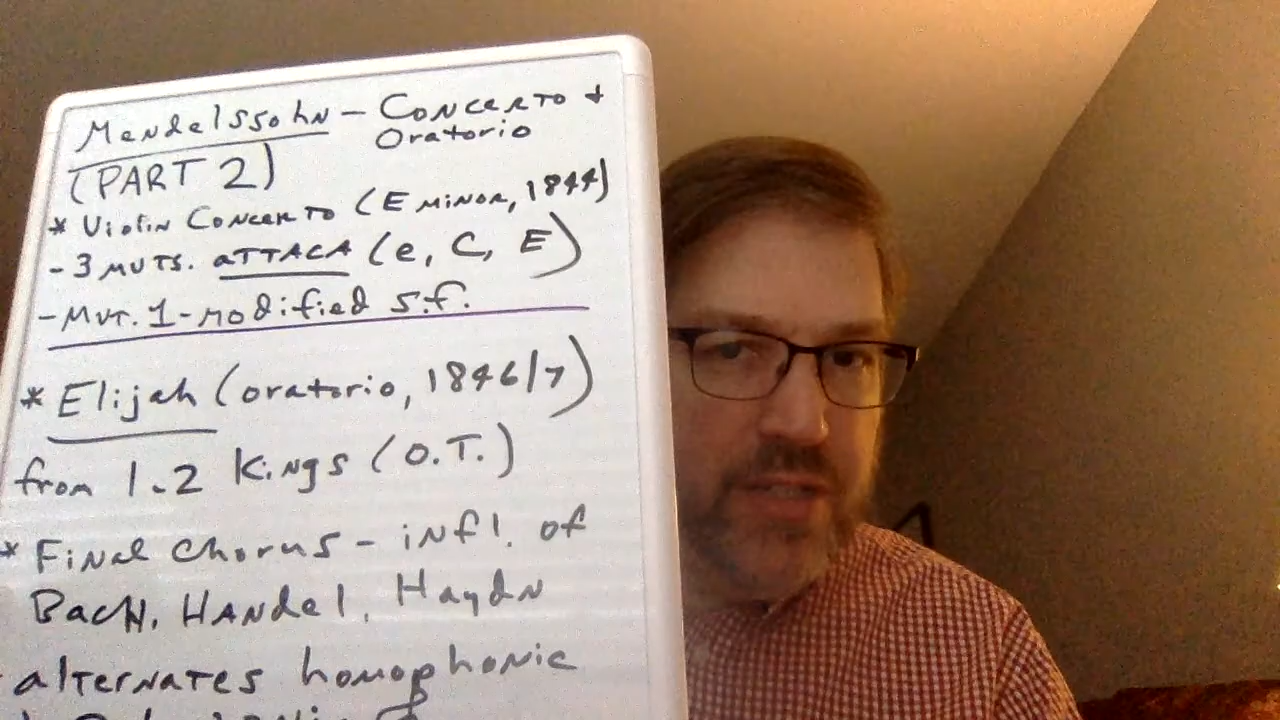 Mendelssohn – Concerto +
Oratorio
(PART 2)
* Violin Concerto (E minor, 1844)
- 3 mvts. ATTACA (e, C, E)
- Mvt. 1 - modified s.f.
* Elijah (oratorio, 1846/7)
from 1.2 Kings (O.T.)
* Final chorus - infl. of
Bach, Handel, Haydn
alternates homophonic